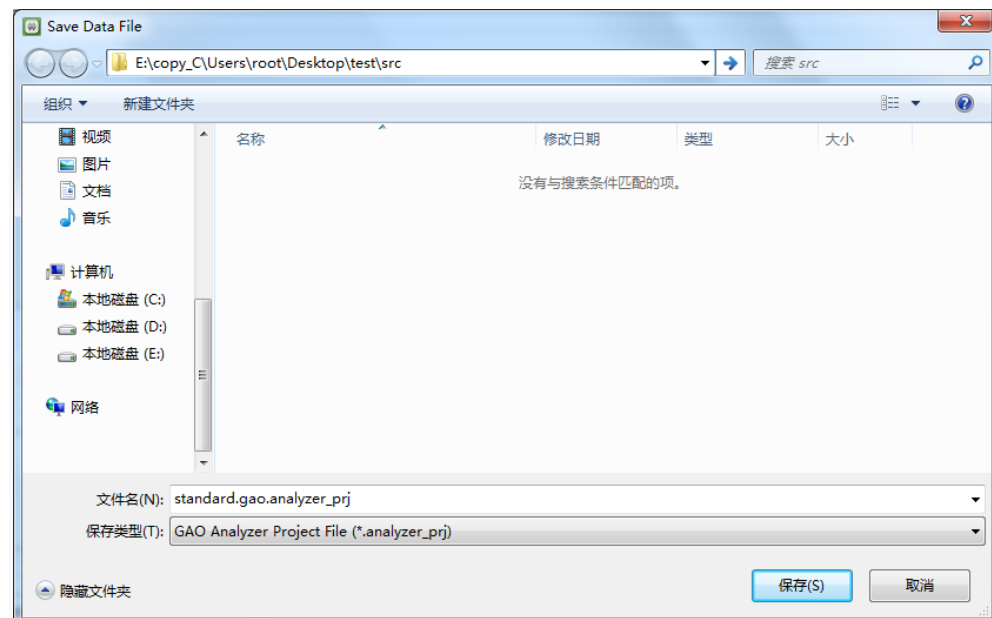 Save Data File
E:\copy_C\Users\root\Desktop\test\src
搜索 src
组织 新建文件夹
视频
图片
文档
音乐
计算机
本地磁盘 (C:)
本地磁盘 (D:)
本地磁盘 (E:)
网络
名称 修改日期 类型 大小
没有与搜索条件匹配的项。
文件名(N): standard.gao.analyzer_prj
保存类型(T): GAO Analyzer Project File (*.analyzer_prj)
隐藏文件夹 保存(S) 取消